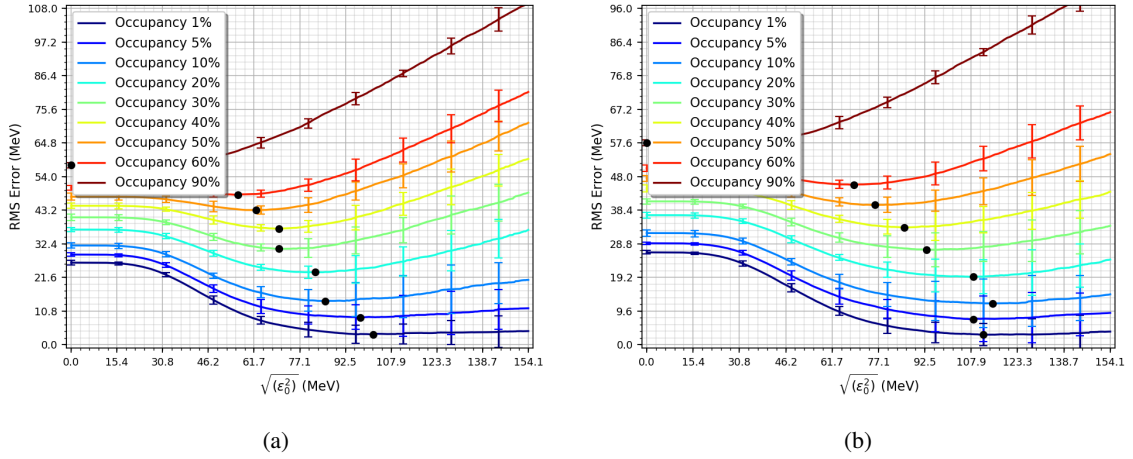 108.0
97.2
86.4
75.6
64.8
54.0
43.2
32.4
21.6
10.8
0.0
RMS Error (MeV)
Occupancy 1%
Occupancy 5%
Occupancy 10%
Occupancy 20%
Occupancy 30%
Occupancy 40%
Occupancy 50%
Occupancy 60%
Occupancy 90%
0.0 15.4 30.8 46.2 61.7 77.1 92.5 107.9 123.3 138.7 154.1
√(ε₀²) (MeV)
(a)
96.0
86.4
76.8
67.2
57.6
48.0
38.4
28.8
19.2
9.6
0.0
RMS Error (MeV)
Occupancy 1%
Occupancy 5%
Occupancy 10%
Occupancy 20%
Occupancy 30%
Occupancy 40%
Occupancy 50%
Occupancy 60%
Occupancy 90%
0.0 15.4 30.8 46.2 61.7 77.1 92.5 107.9 123.3 138.7 154.1
√(ε₀²) (MeV)
(b)